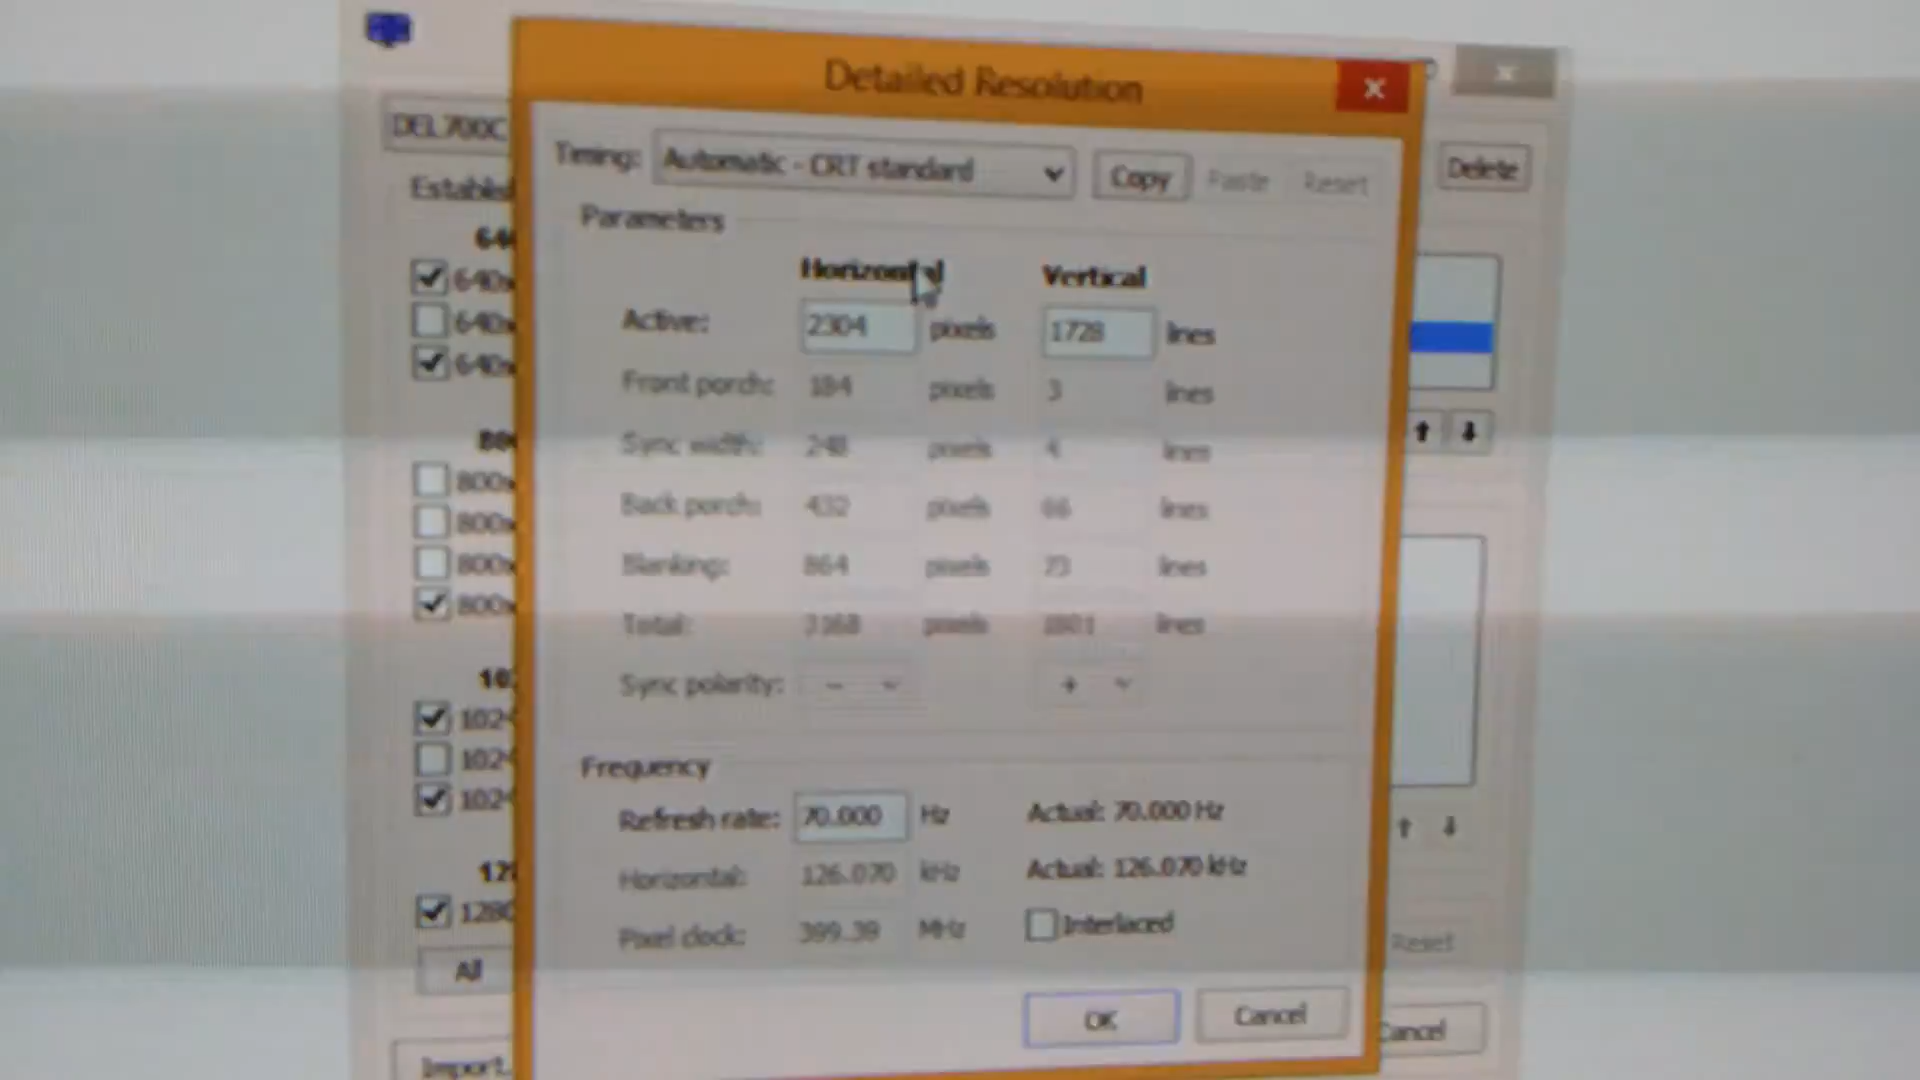 Detailed Resolution
DEL700C
Delete
Timing: Automatic - CRT standard Copy Paste Reset
Parameters
Horizontal Vertical
Active: 2304 pixels 1728 lines
Front porch: 184 pixels 3 lines
Sync width: 248 pixels 4 lines
Back porch: 432 pixels 66 lines
Blanking: 864 pixels 73 lines
Total: 3168 pixels 1801 lines
Sync polarity: - +
Frequency
Refresh rate: 70.000 Hz Actual: 70.000 Hz
Horizontal: 126.070 kHz Actual: 126.070 kHz
Pixel clock: 399.39 MHz Interlaced
Reset
All
OK Cancel
Cancel
Import...